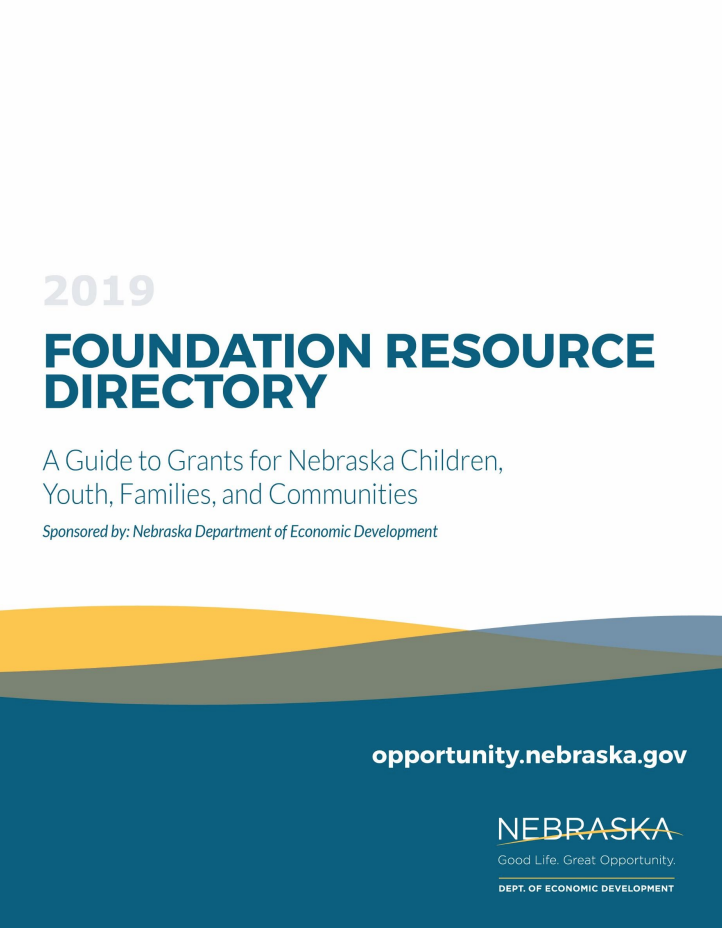 2019
FOUNDATION RESOURCE
DIRECTORY
A Guide to Grants for Nebraska Children,
Youth, Families, and Communities
Sponsored by: Nebraska Department of Economic Development
opportunity.nebraska.gov
NEBRASKA
Good Life. Great Opportunity.
DEPT. OF ECONOMIC DEVELOPMENT